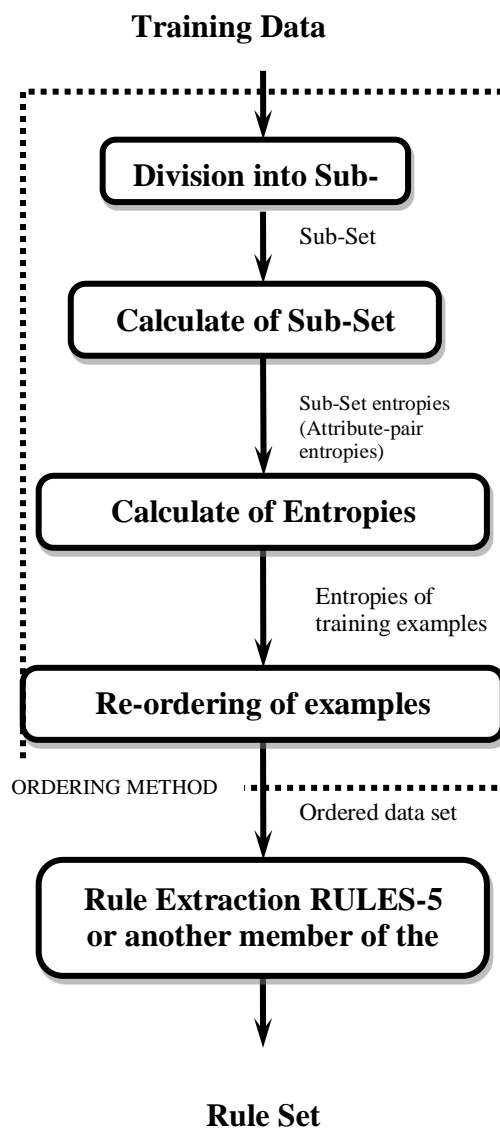 Training Data
Division into Sub-
Sub-Set
Calculate of Sub-Set
Sub-Set entropies
(Attribute-pair
entropies)
Calculate of Entropies
Entropies of
training examples
Re-ordering of examples
ORDERING METHOD
Ordered data set
Rule Extraction RULES-5
or another member of the
Rule Set